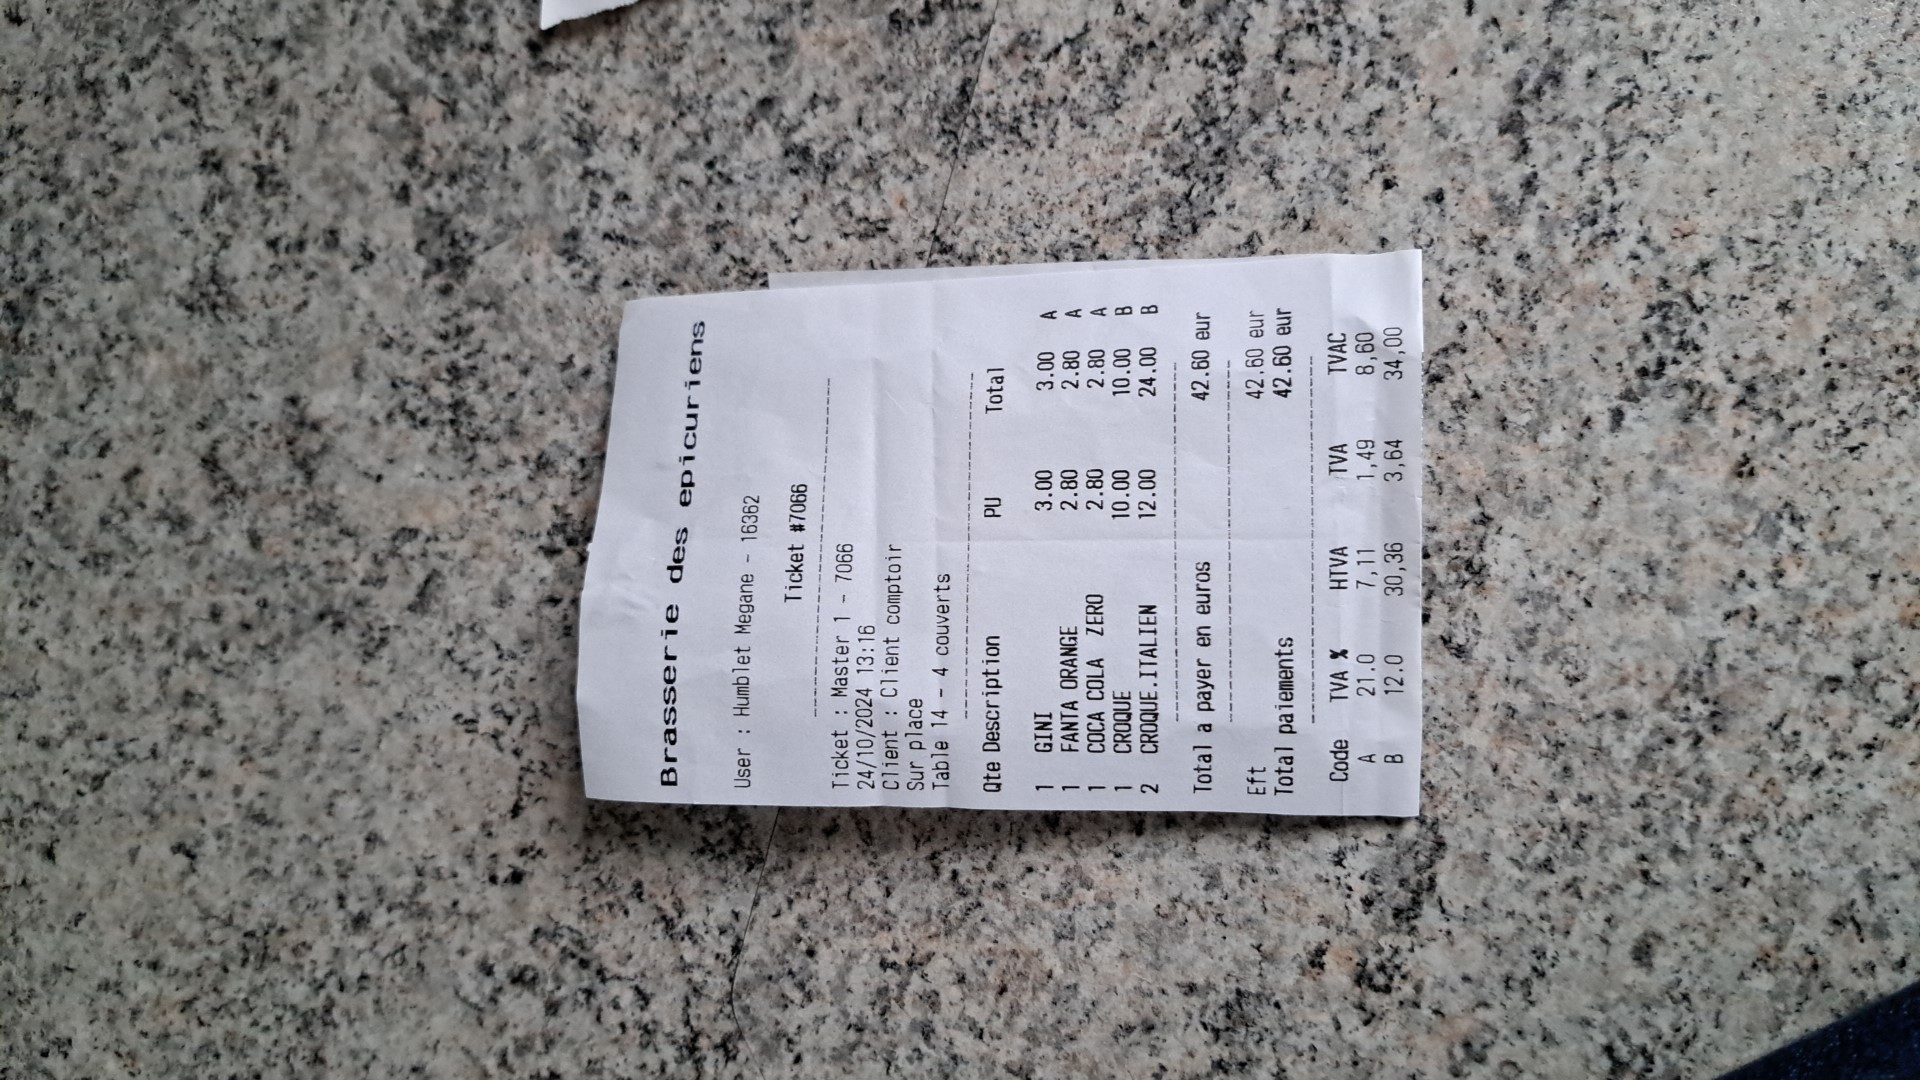 Brasserie des epicuriens
User : Humblet Megane - 16362
Ticket #7066
Ticket : Master 1 - 7066
24/10/2024 13:16
Client : Client comptoir
Sur place
Table 14 - 4 couverts
Qte Description PU Total
1 GINI 3.00 3.00 A
1 FANTA ORANGE 2.80 2.80 A
1 COCA COLA ZERO 2.80 2.80 A
1 CROQUE 10.00 10.00 B
2 CROQUE.ITALIEN 12.00 24.00 B
Total a payer en euros 42.60 eur
Eft 42.60 eur
Total paiements 42.60 eur
Code TVA % HTVA TVA TVAC
A 21.0 7,11 1,49 8,60
B 12.0 30,36 3,64 34,00